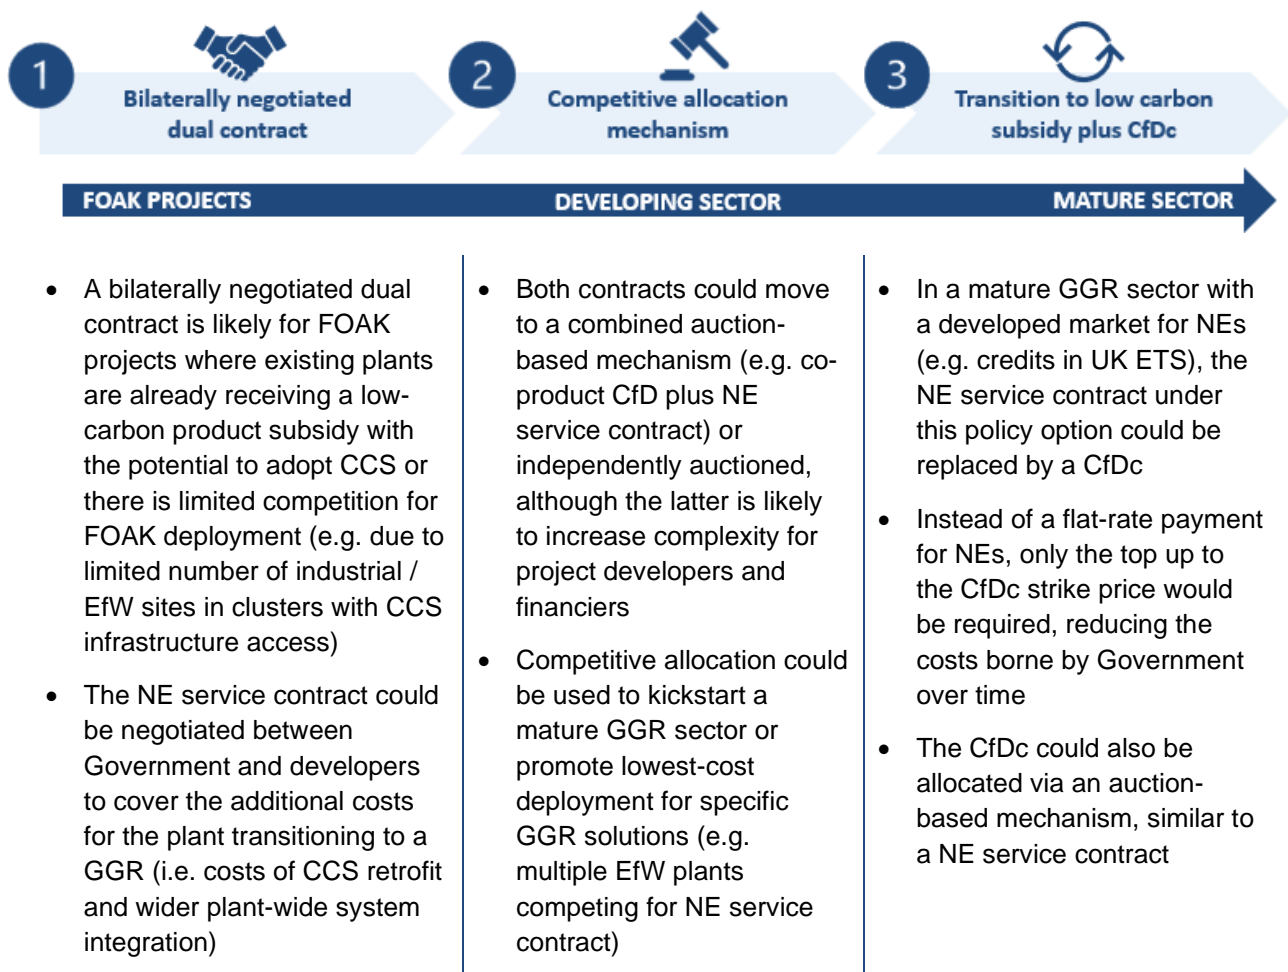 1
Bilaterally negotiated
dual contract
2
Competitive allocation
mechanism
3
Transition to low carbon
subsidy plus CfDc
FOAK PROJECTS
DEVELOPING SECTOR
MATURE SECTOR
• A bilaterally negotiated dual
contract is likely for FOAK
projects where existing plants
are already receiving a low-
carbon product subsidy with
the potential to adopt CCS or
there is limited competition for
FOAK deployment (e.g. due to
limited number of industrial /
EfW sites in clusters with CCS
infrastructure access)
• The NE service contract could
be negotiated between
Government and developers
to cover the additional costs
for the plant transitioning to a
GGR (i.e. costs of CCS retrofit
and wider plant-wide system
integration)
• Both contracts could move
to a combined auction-
based mechanism (e.g. co-
product CfD plus NE
service contract) or
independently auctioned,
although the latter is likely
to increase complexity for
project developers and
financiers
• Competitive allocation could
be used to kickstart a
mature GGR sector or
promote lowest-cost
deployment for specific
GGR solutions (e.g.
multiple EfW plants
competing for NE service
contract)
• In a mature GGR sector with
a developed market for NEs
(e.g. credits in UK ETS), the
NE service contract under
this policy option could be
replaced by a CfDc
• Instead of a flat-rate payment
for NEs, only the top up to
the CfDc strike price would
be required, reducing the
costs borne by Government
over time
• The CfDc could also be
allocated via an auction-
based mechanism, similar to
a NE service contract